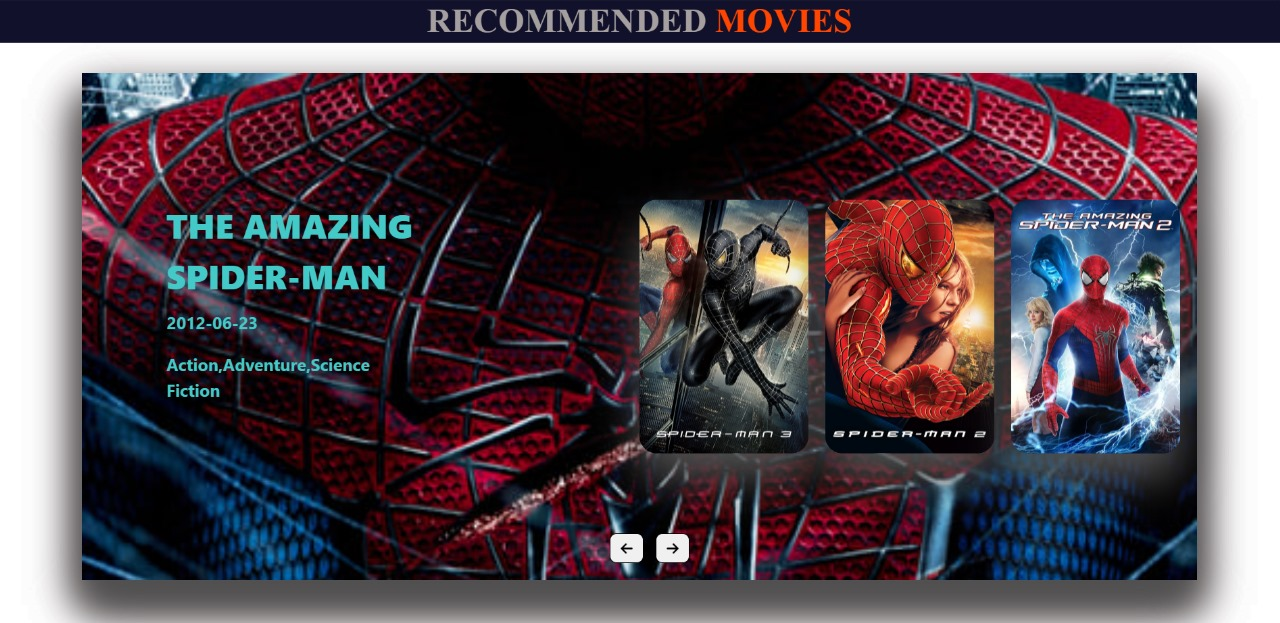 RECOMMENDED MOVIES
THE AMAZING
SPIDER-MAN
2012-06-23
Action,Adventure,Science
Fiction
SPIDER-MAN 3
SPIDER-MAN 2
THE AMAZING
SPIDER-MAN 2